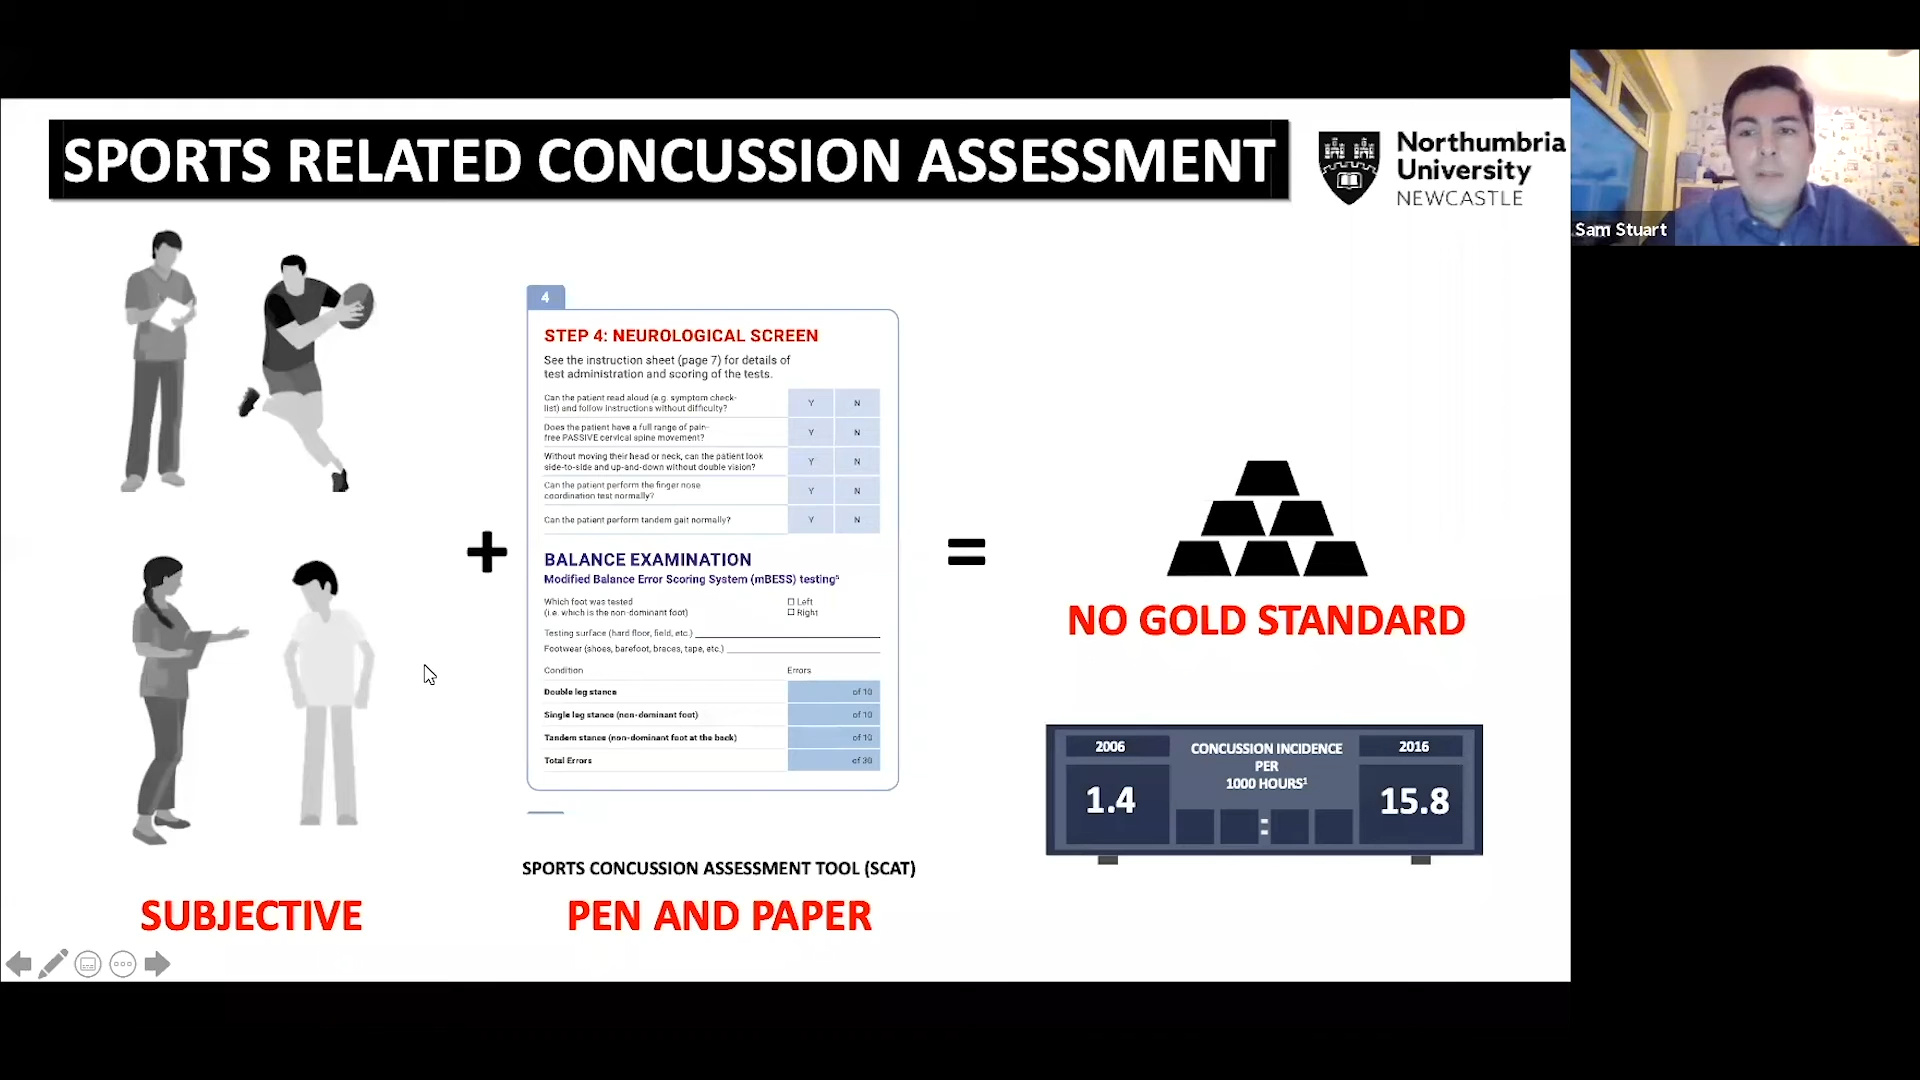 SPORTS RELATED CONCUSSION ASSESSMENT
Northumbria
University
NEWCASTLE
Sam Stuart
4
STEP 4: NEUROLOGICAL SCREEN
See the instruction sheet (page 7) for details of
test administration and scoring of the tests.
Can the patient read aloud (e.g. symptom check-
list) and follow instructions without difficulty?
Y N
Does the patient have a full range of pain-
free PASSIVE cervical spine movement?
Y N
Without moving their head or neck, can the patient look
side-to-side and up-and-down without double vision?
Y N
Can the patient perform the finger nose
coordination test normally?
Y N
Can the patient perform tandem gait normally?
Y N
BALANCE EXAMINATION
Modified Balance Error Scoring System (mBESS) testing⁵
Which foot was tested
(i.e. which is the non-dominant foot)
☐ Left
☐ Right
Testing surface (hard floor, field, etc.)
Footwear (shoes, barefoot, braces, tape, etc.)
Condition Errors
Double leg stance of 10
Single leg stance (non-dominant foot) of 10
Tandem stance (non-dominant foot at the back) of 10
Total Errors of 30
+
=
NO GOLD STANDARD
2006
1.4
CONCUSSION INCIDENCE
PER
1000 HOURS¹
:
2016
15.8
SPORTS CONCUSSION ASSESSMENT TOOL (SCAT)
SUBJECTIVE
PEN AND PAPER